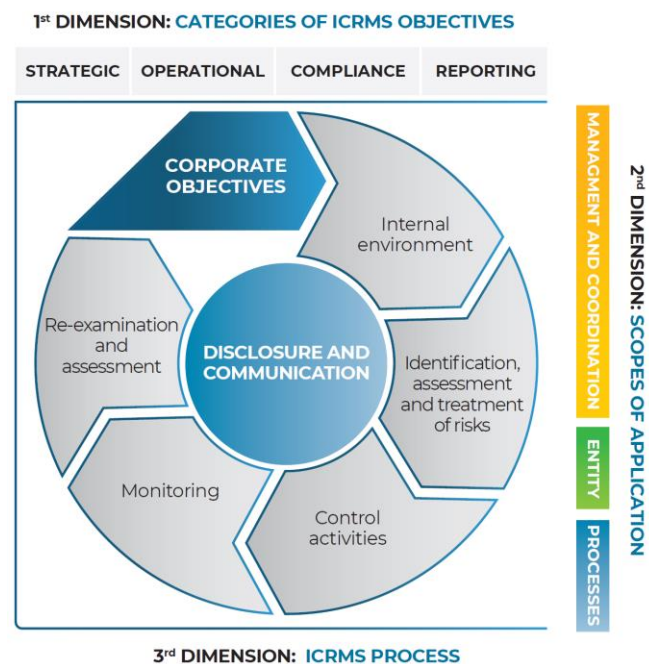 1st DIMENSION: CATEGORIES OF ICRMS OBJECTIVES
STRATEGIC OPERATIONAL COMPLIANCE REPORTING
CORPORATE
OBJECTIVES
Internal
environment
Identification,
assessment
and treatment
of risks
Control
activities
Monitoring
Re-examination
and
assessment
DISCLOSURE AND
COMMUNICATION
MANAGMENT AND COORDINATION
ENTITY
PROCESSES
2nd DIMENSION: SCOPES OF APPLICATION
3rd DIMENSION: ICRMS PROCESS